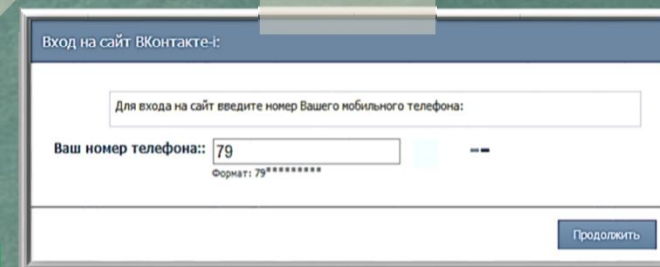 Вход на сайт ВКонтакте-i:
Для входа на сайт введите номер Вашего мобильного телефона:
Ваш номер телефона:: 79
Формат: 79*********
Продолжить